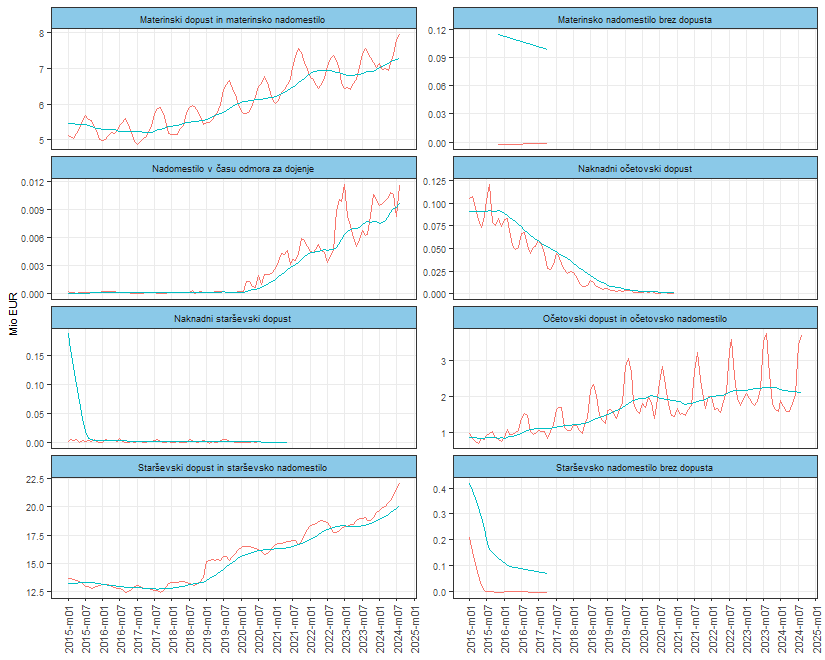 Materinski dopust in materinsko nadomestilo
Materinsko nadomestilo brez dopusta
8
7
6
5
0.12
0.09
0.06
0.03
0.00
Nadomestilo v času odmora za dojenje
Naknadni očetovski dopust
0.012
0.009
0.006
0.003
0.000
0.125
0.100
0.075
0.050
0.025
0.000
Mio EUR
Naknadni starševski dopust
Očetovski dopust in očetovsko nadomestilo
0.15
0.10
0.05
0.00
3
2
1
Starševski dopust in starševsko nadomestilo
Starševsko nadomestilo brez dopusta
22.5
20.0
17.5
15.0
12.5
0.4
0.3
0.2
0.1
0.0
2015-m01
2015-m07
2016-m01
2016-m07
2017-m01
2017-m07
2018-m01
2018-m07
2019-m01
2019-m07
2020-m01
2020-m07
2021-m01
2021-m07
2022-m01
2022-m07
2023-m01
2023-m07
2024-m01
2024-m07
2025-m01
2015-m01
2015-m07
2016-m01
2016-m07
2017-m01
2017-m07
2018-m01
2018-m07
2019-m01
2019-m07
2020-m01
2020-m07
2021-m01
2021-m07
2022-m01
2022-m07
2023-m01
2023-m07
2024-m01
2024-m07
2025-m01